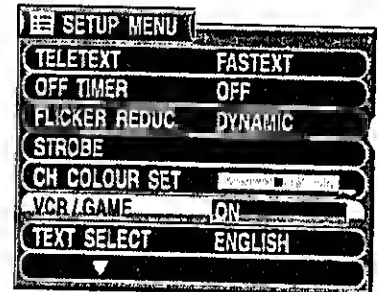 SETUP MENU
TELETEXT FASTEXT
OFF TIMER OFF
FLICKER REDUC. DYNAMIC
STROBE
CH COLOUR SET
VCR/GAME ON
TEXT SELECT ENGLISH